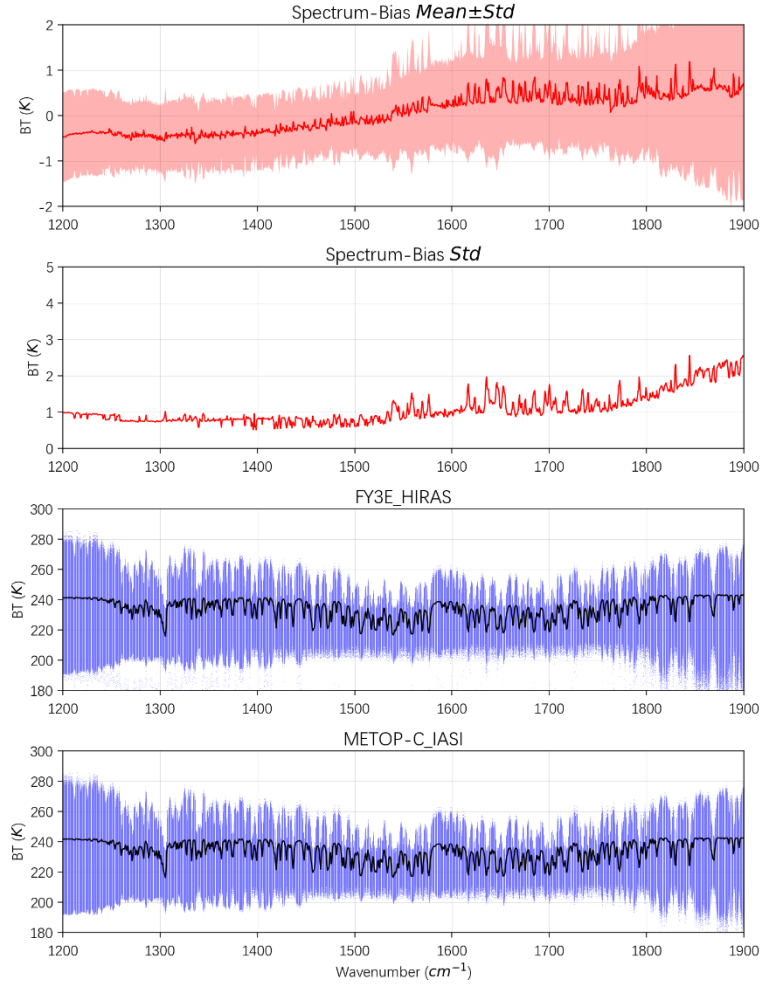 Spectrum-Bias Mean±Std
2
1
0
-1
-2
BT (K)
1200 1300 1400 1500 1600 1700 1800 1900
Spectrum-Bias Std
5
4
3
2
1
0
BT (K)
1200 1300 1400 1500 1600 1700 1800 1900
FY3E_HIRAS
300
280
260
240
220
200
180
BT (K)
1200 1300 1400 1500 1600 1700 1800 1900
METOP-C_IASI
300
280
260
240
220
200
180
BT (K)
1200 1300 1400 1500 1600 1700 1800 1900
Wavenumber (cm⁻¹)